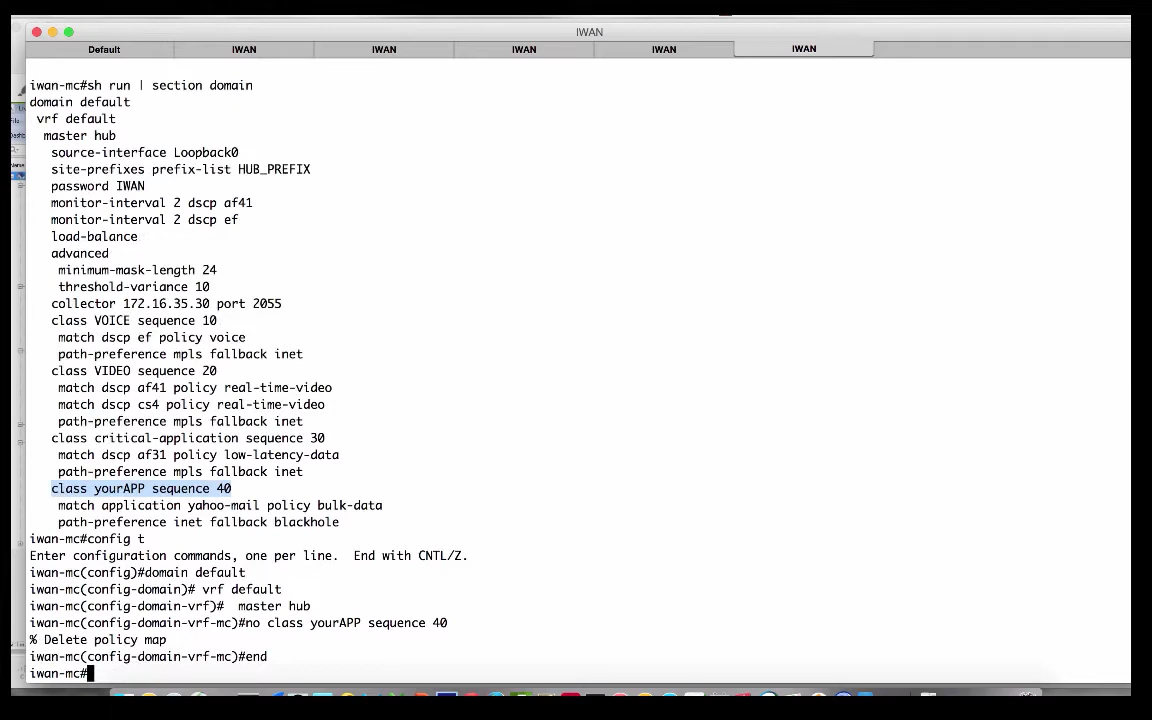 IWAN
Default IWAN IWAN IWAN IWAN IWAN
iwan-mc#sh run | section domain
domain default
 vrf default
  master hub
   source-interface Loopback0
   site-prefixes prefix-list HUB_PREFIX
   password IWAN
   monitor-interval 2 dscp af41
   monitor-interval 2 dscp ef
   load-balance
   advanced
    minimum-mask-length 24
    threshold-variance 10
   collector 172.16.35.30 port 2055
   class VOICE sequence 10
    match dscp ef policy voice
    path-preference mpls fallback inet
   class VIDEO sequence 20
    match dscp af41 policy real-time-video
    match dscp cs4 policy real-time-video
    path-preference mpls fallback inet
   class critical-application sequence 30
    match dscp af31 policy low-latency-data
    path-preference mpls fallback inet
   class yourAPP sequence 40
    match application yahoo-mail policy bulk-data
    path-preference inet fallback blackhole
iwan-mc#config t
Enter configuration commands, one per line.  End with CNTL/Z.
iwan-mc(config)#domain default
iwan-mc(config-domain)# vrf default
iwan-mc(config-domain-vrf)#  master hub
iwan-mc(config-domain-vrf-mc)#no class yourAPP sequence 40
% Delete policy map
iwan-mc(config-domain-vrf-mc)#end
iwan-mc#